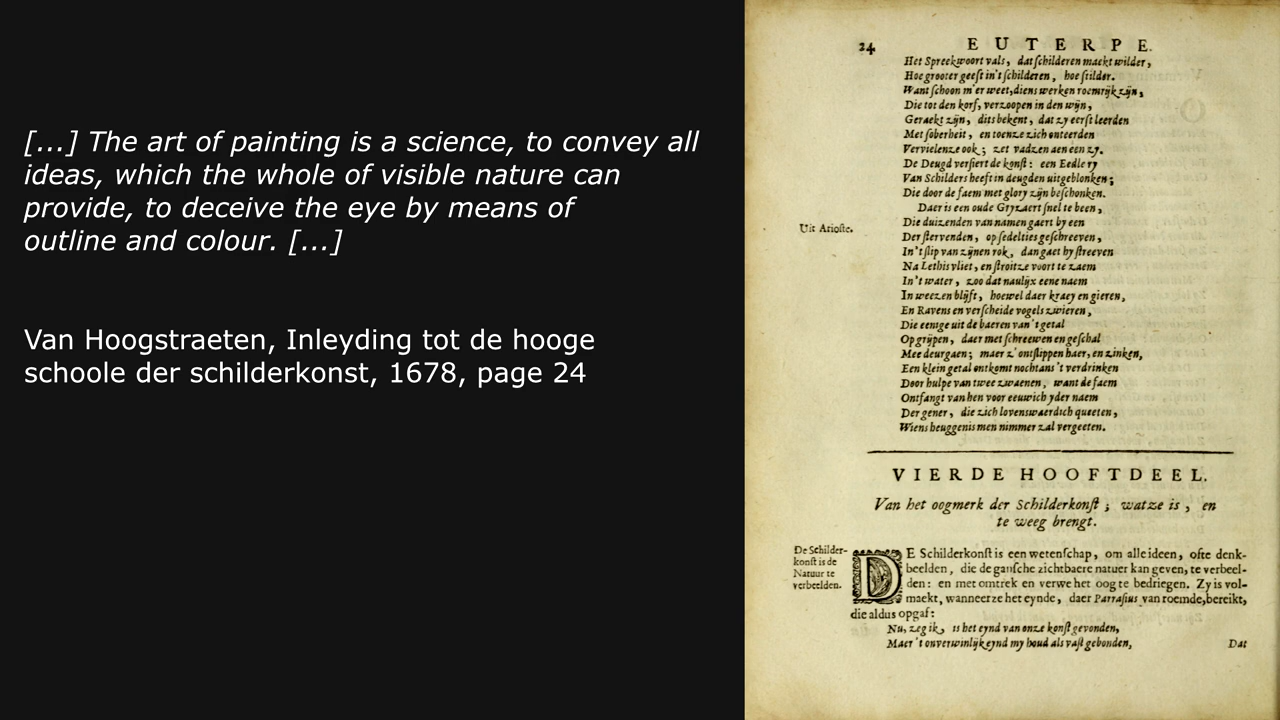 [...] The art of painting is a science, to convey all
ideas, which the whole of visible nature can
provide, to deceive the eye by means of
outline and colour. [...]
Van Hoogstraeten, Inleyding tot de hooge
schoole der schilderkonst, 1678, page 24
24 EUTERPE.
Het Spreekwoort vals, dat schilderen maekt wilder,
Hoe grooter geest in't schilderen, hoe stilder.
Want schoon m'er weet, diens werken roemrijk zijn,
Die tot den korf, verzoopen in den wijn,
Geraekt zijn, dits bekent, dat zy eerst leerden
Met soberheit, en toenze zich onteerden
Vervielenze ook; zet vadzen aen een zy.
De Deugd versiert de konst: een Eedle ry
Van Schilders heeft in deugden uitgeblonken;
Die door de faem met glory zijn beschonken.
Daer is een oude Gryzaert snel te been,
Uit Arioste.
Die duizenden van namen gaert by een
Der stervenden, op sedelties geschreeven,
In't slip van zijnen rok, dan gaet hy streeven
Na Lethis vliet, en stroitze voort te zaem
In't water, zoo dat naulijx eene naem
In weezen blijft, hoewel daer kraey en gieren,
En Ravens en verscheide vogels zwieren,
Die eenige uit de baeren van 't getal
Op grypen, daer met schreewen en geschal
Mee deurgaen; maer z' ontslippen haer, en zinken,
Een klein getal ontkomt nochtans 't verdrinken
Door hulpe van twee zwaenen, want de faem
Ontfangt van hen voor eeuwich yder naem
Der gener, die zich lovenswaerdich queeten,
Wiens heuggenis men nimmer zal vergeeten.
VIERDE HOOFTDEEL.
Van het oogmerk der Schilderkonst; watze is, en
te weeg brengt.
De Schilder-
konst is de
Natuur te
verbeelden.
DE Schilderkonst is een wetenschap, om alle ideen, ofte denk-
beelden, die de gansche zichtbaere natuer kan geven, te verbeel-
den: en met omtrek en verwe het oog te bedriegen. Zy is vol-
maekt, wanneerze het eynde, daer Parrasius van roemde, bereikt,
die aldus opgaf:
Nu, zeg ik, is het eynd van onze konst gevonden,
Maer 't onverwinlijk eynd my houd als vast gebonden,
Dat